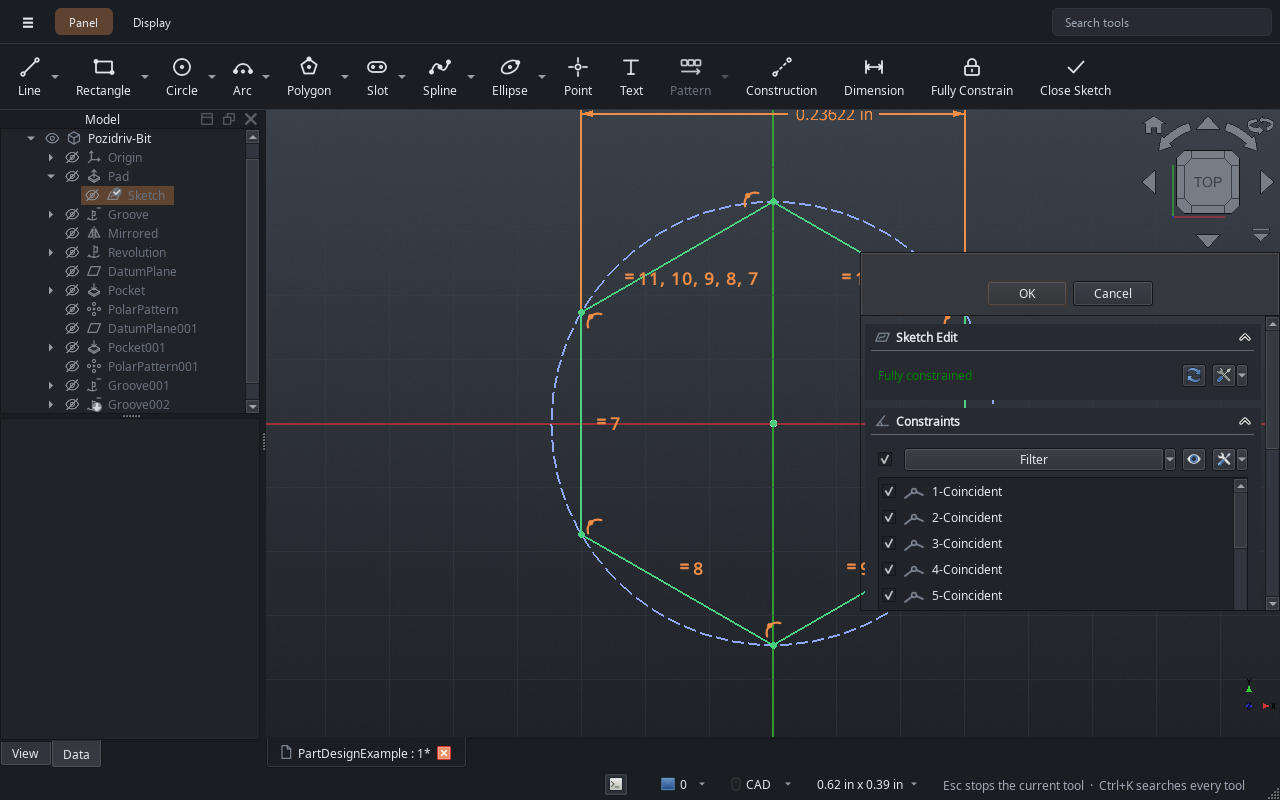 Panel
Display
Search tools
Line
Rectangle
Circle
Arc
Polygon
Slot
Spline
Ellipse
Point
Text
Pattern
Construction
Dimension
Fully Constrain
Close Sketch
Model
Pozidriv-Bit
Origin
Pad
Sketch
Groove
Mirrored
Revolution
DatumPlane
Pocket
PolarPattern
DatumPlane001
Pocket001
PolarPattern001
Groove001
Groove002
0.23622 in
TOP
= 11, 10, 9, 8, 7
= 7
= 8
OK
Cancel
Sketch Edit
Fully constrained
Constraints
Filter
1-Coincident
2-Coincident
3-Coincident
4-Coincident
5-Coincident
View
Data
PartDesignExample : 1*
0
CAD
0.62 in x 0.39 in
Esc stops the current tool · Ctrl+K searches every tool